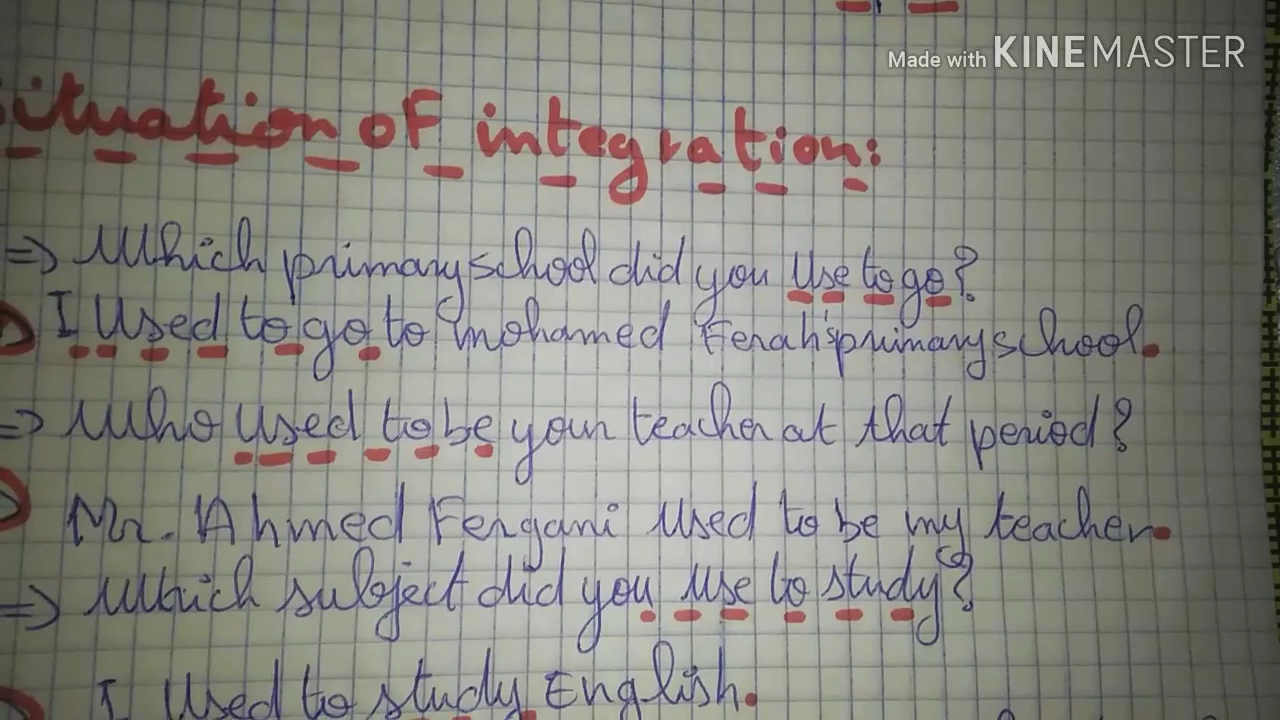 Made with KINEMASTER
ituation of integration:
=> Which primary school did you use to go?
I used to go to mohamed Ferah's primary school.
=> Who used to be your teacher at that period?
Mr. Ahmed Fergani used to be my teacher.
=> Which subject did you use to study?
I used to study English.